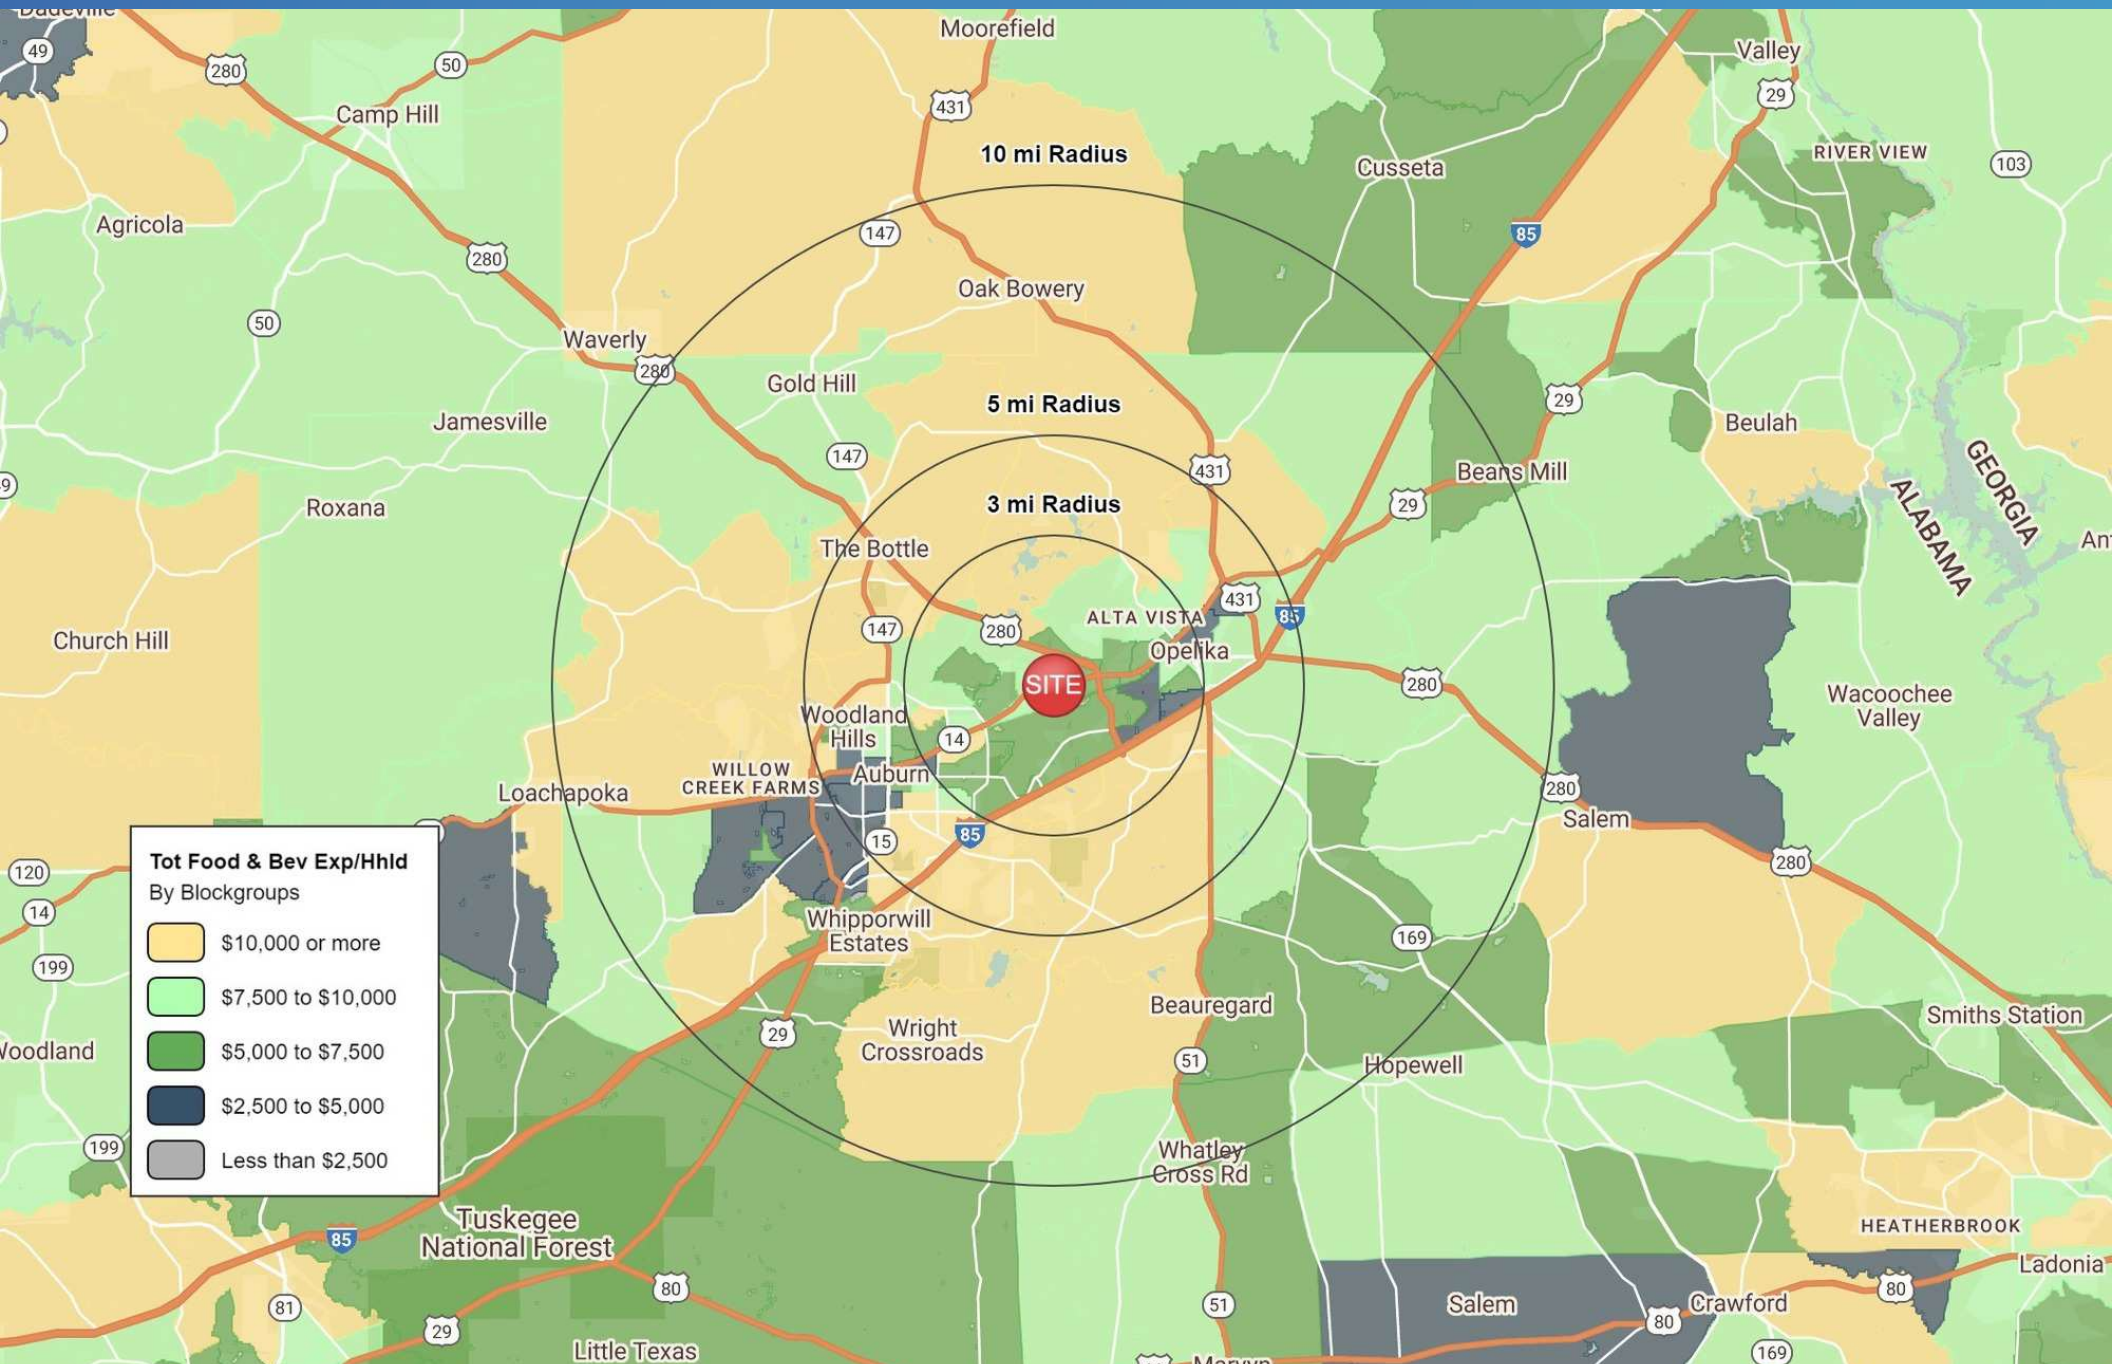 Dadeville
Moorefield
49
50
Valley
280
29
431
Camp Hill
10 mi Radius
RIVER VIEW
Cusseta
103
Agricola
147
85
280
Oak Bowery
50
Waverly
280
Gold Hill
29
5 mi Radius
Jamesville
Beulah
GEORGIA
147
431
Beans Mill
ALABAMA
Roxana
3 mi Radius
29
The Bottle
431
ALTA VISTA
85
Church Hill
147
280
Opelika
SITE
280
Wacoochee
Valley
Woodland
Hills
14
WILLOW
CREEK FARMS
Auburn
Loachapoka
280
Salem
85
15
280
120
14
Whipporwill
Estates
169
199
Beauregard
Smiths Station
29
Wright
Crossroads
51
Hopewell
Woodland
199
Whatley
Cross Rd
Tot Food & Bev Exp/Hhld
By Blockgroups
$10,000 or more
$7,500 to $10,000
$5,000 to $7,500
$2,500 to $5,000
Less than $2,500
Tuskegee
National Forest
85
HEATHERBROOK
Ladonia
80
80
81
51
Salem
80
Crawford
29
Little Texas
169